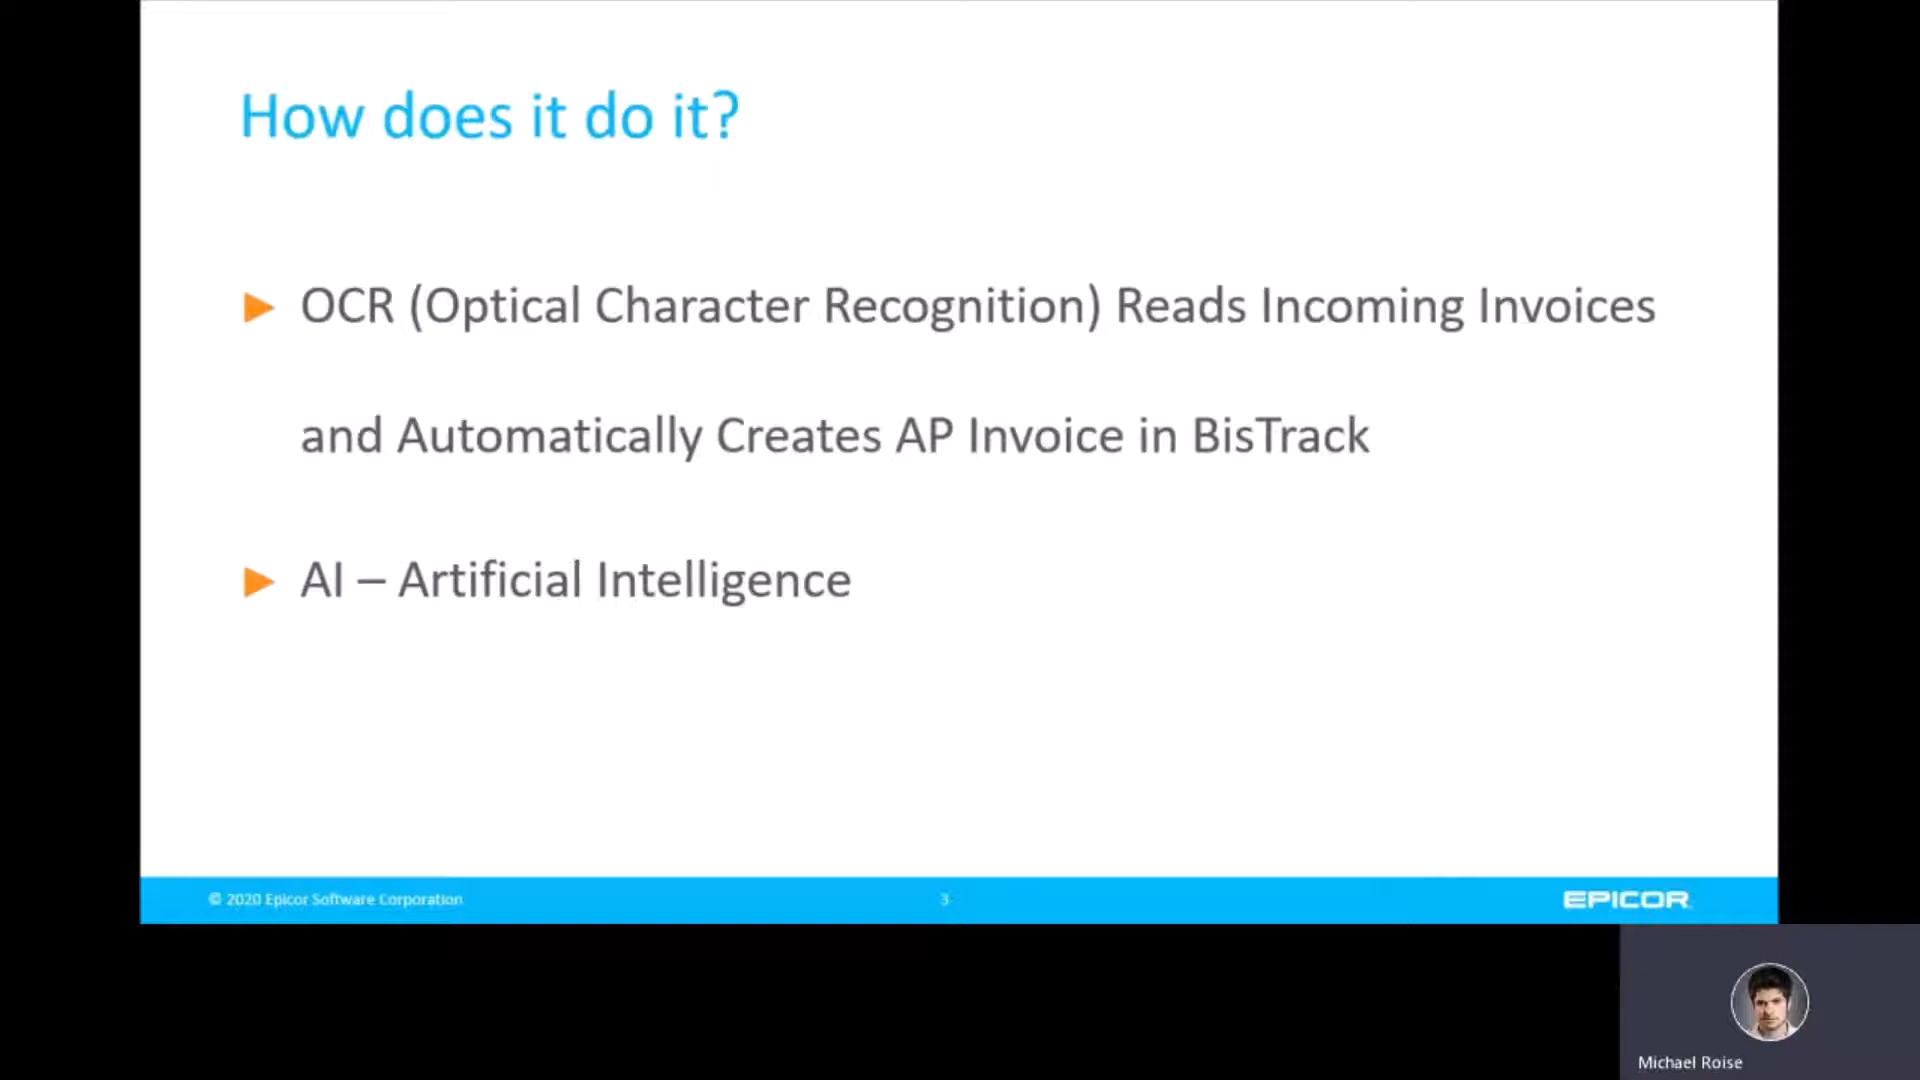 How does it do it?
► OCR (Optical Character Recognition) Reads Incoming Invoices
and Automatically Creates AP Invoice in BisTrack
► AI – Artificial Intelligence
© 2020 Epicor Software Corporation
3
EPICOR
Michael Roise